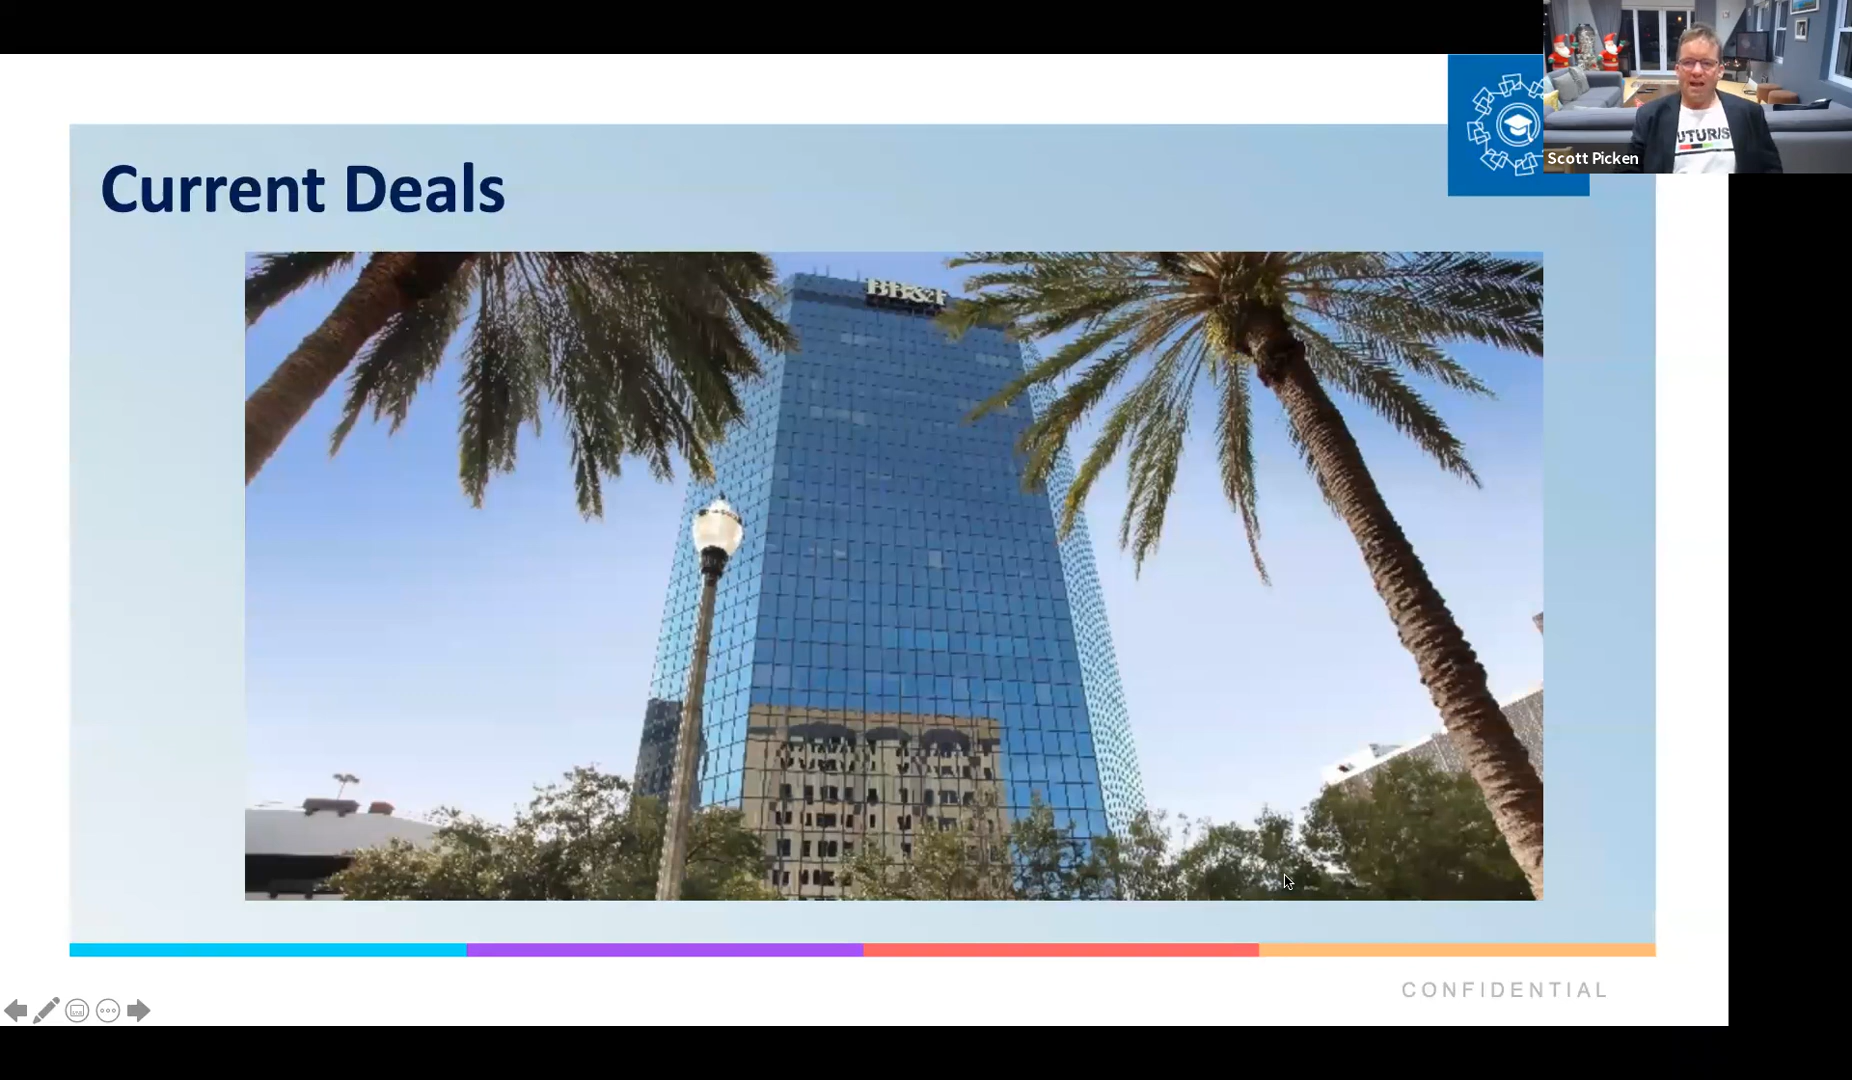 Current Deals
BB&T
UTURIS
Scott Picken
CONFIDENTIAL